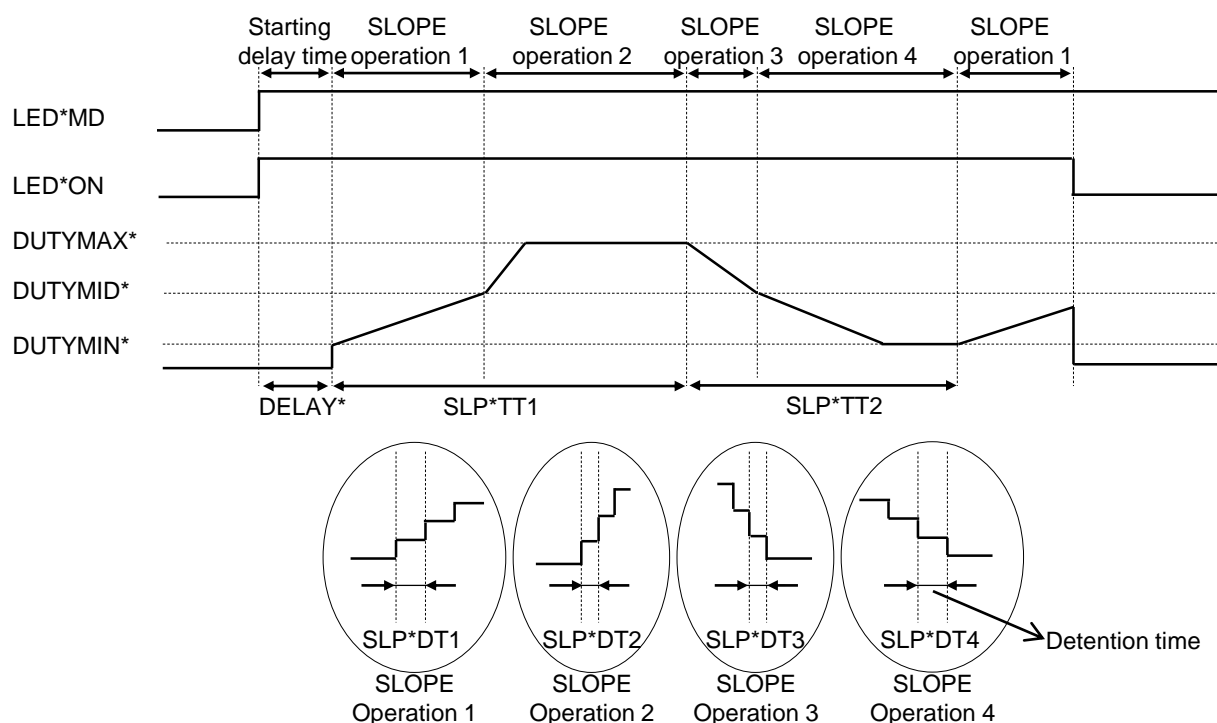 Starting
delay time
SLOPE
operation 1
SLOPE
operation 2
SLOPE
operation 3
SLOPE
operation 4
SLOPE
operation 1
LED*MD
LED*ON
DUTYMAX*
DUTYMID*
DUTYMIN*
DELAY*
SLP*TT1
SLP*TT2
SLP*DT1
SLP*DT2
SLP*DT3
SLP*DT4
Detention time
SLOPE
Operation 1
SLOPE
Operation 2
SLOPE
Operation 3
SLOPE
Operation 4